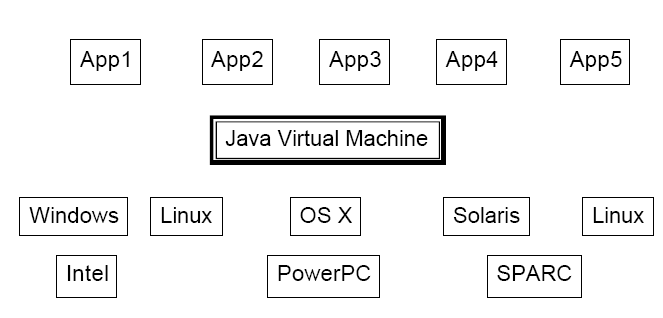 App1 App2 App3 App4 App5
Java Virtual Machine
Windows Linux OS X Solaris Linux
Intel PowerPC SPARC